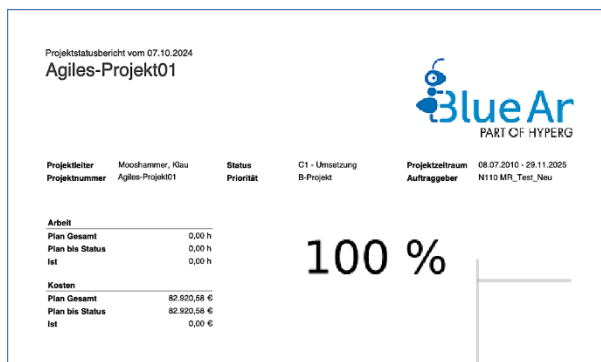 Projektstatusbericht vom 07.10.2024
Agiles-Projekt01
Blue Ar
PART OF HYPERG
Projektleiter Mooshammer, Klau Status C1 - Umsetzung Projektzeitraum 08.07.2010 - 29.11.2025
Projektnummer Agiles-Projekt01 Priorität B-Projekt Auftraggeber N110 MR_Test_Neu
Arbeit
Plan Gesamt 0,00 h
Plan bis Status 0,00 h
Ist 0,00 h
100 %
Kosten
Plan Gesamt 82.920,58 €
Plan bis Status 82.920,58 €
Ist 0,00 €